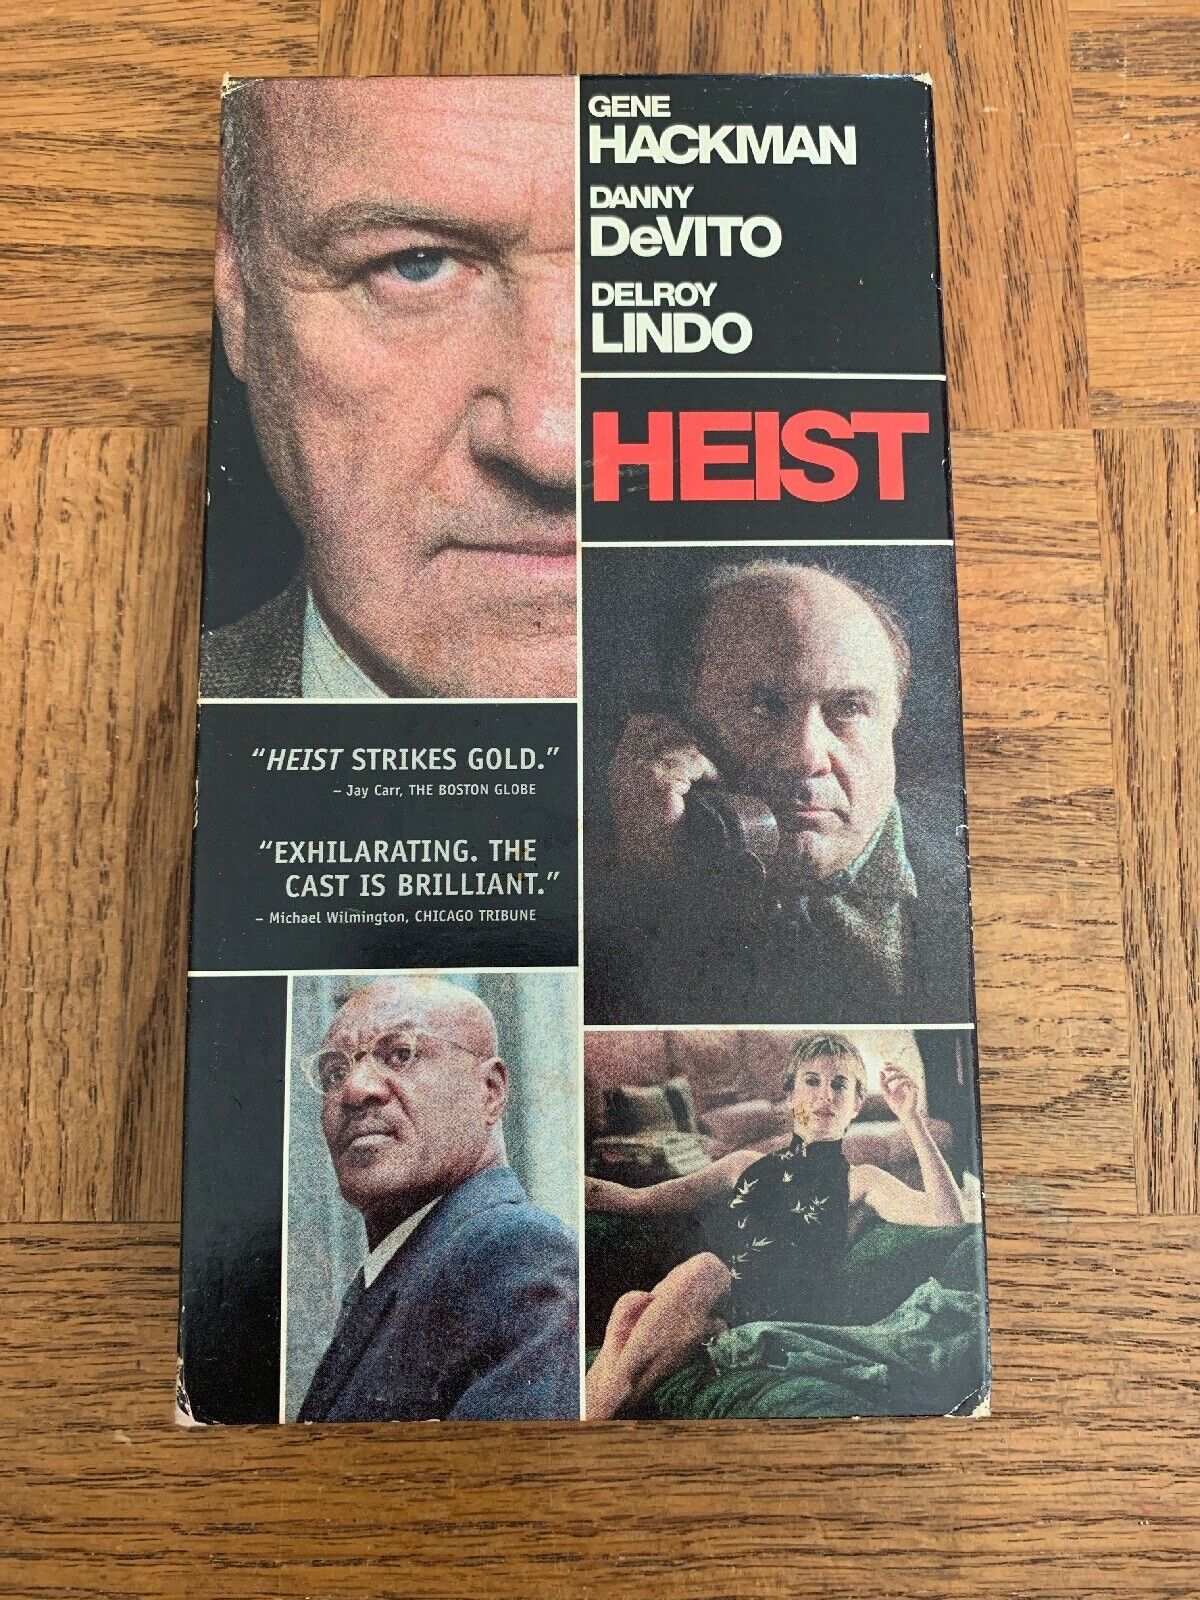 GENE
HACKMAN
DANNY
DeVITO
DELROY
LINDO
HEIST
“HEIST STRIKES GOLD.”
– Jay Carr, THE BOSTON GLOBE
“EXHILARATING. THE
CAST IS BRILLIANT.”
– Michael Wilmington, CHICAGO TRIBUNE